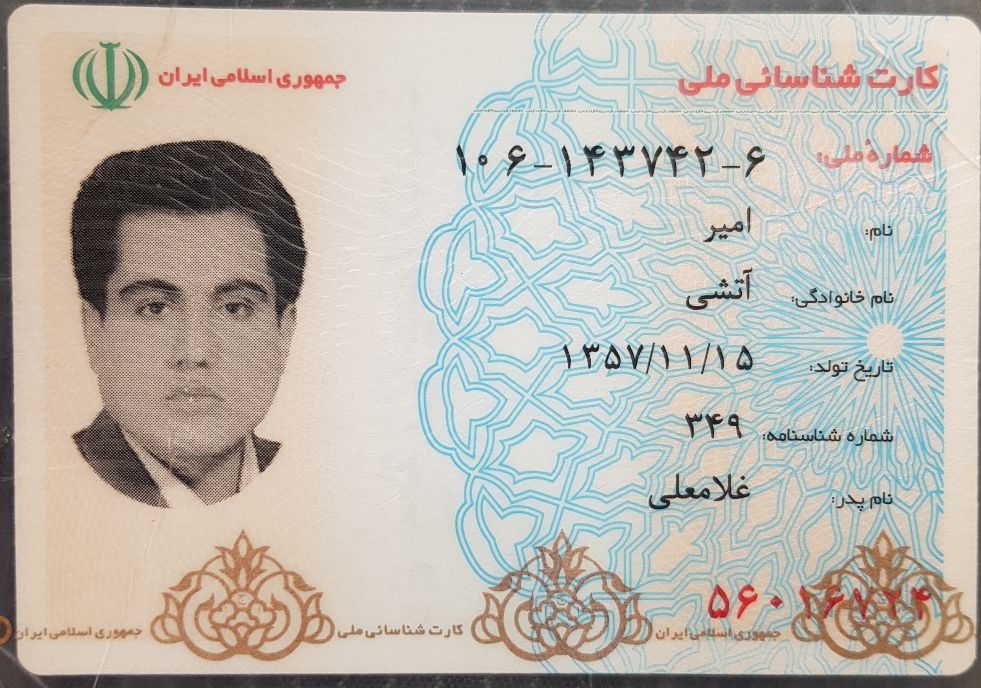 کارت شناسائی ملی
جمهوری اسلامی ایران
شمارهٔ ملی: ۱۰۶-۱۴۳۷۴۲-۶
نام: امیر
نام خانوادگی: آتشی
تاریخ تولد: ۱۳۵۷/۱۱/۱۵
شماره شناسنامه: ۳۴۹
نام پدر: غلامعلی
جمهوری اسلامی ایران کارت شناسائی ملی جمهوری اسلامی ایران